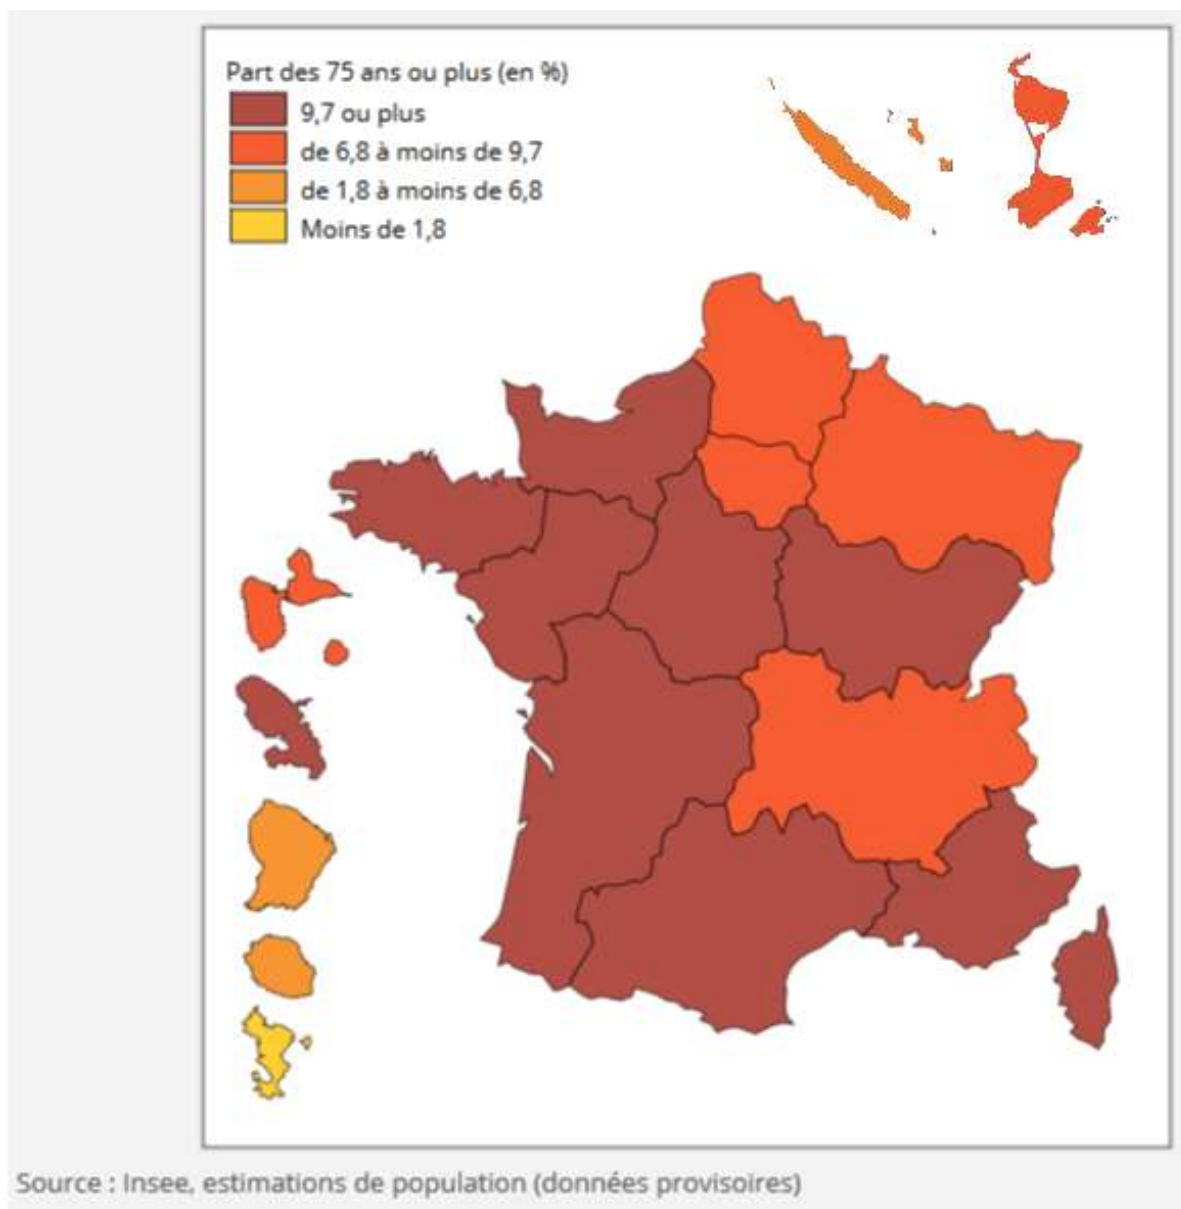 Part des 75 ans ou plus (en %)
9,7 ou plus
de 6,8 à moins de 9,7
de 1,8 à moins de 6,8
Moins de 1,8
Source : Insee, estimations de population (données provisoires)